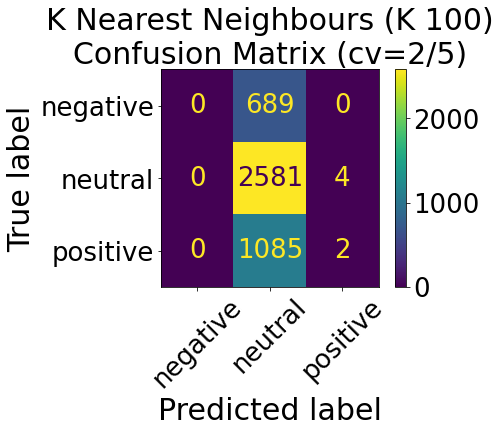 K Nearest Neighbours (K 100)
Confusion Matrix (cv=2/5)
True label
negative 0 689 0
neutral 0 2581 4
positive 0 1085 2
negative neutral positive
Predicted label
2000
1000
0